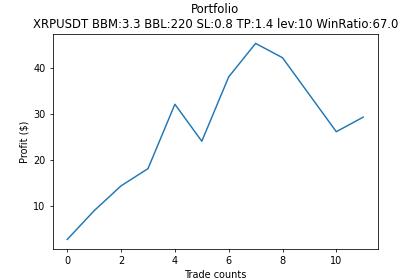 Portfolio
XRPUSDT BBM:3.3 BBL:220 SL:0.8 TP:1.4 lev:10 WinRatio:67.0
40
30
20
10
Profit ($)
0 2 4 6 8 10
Trade counts